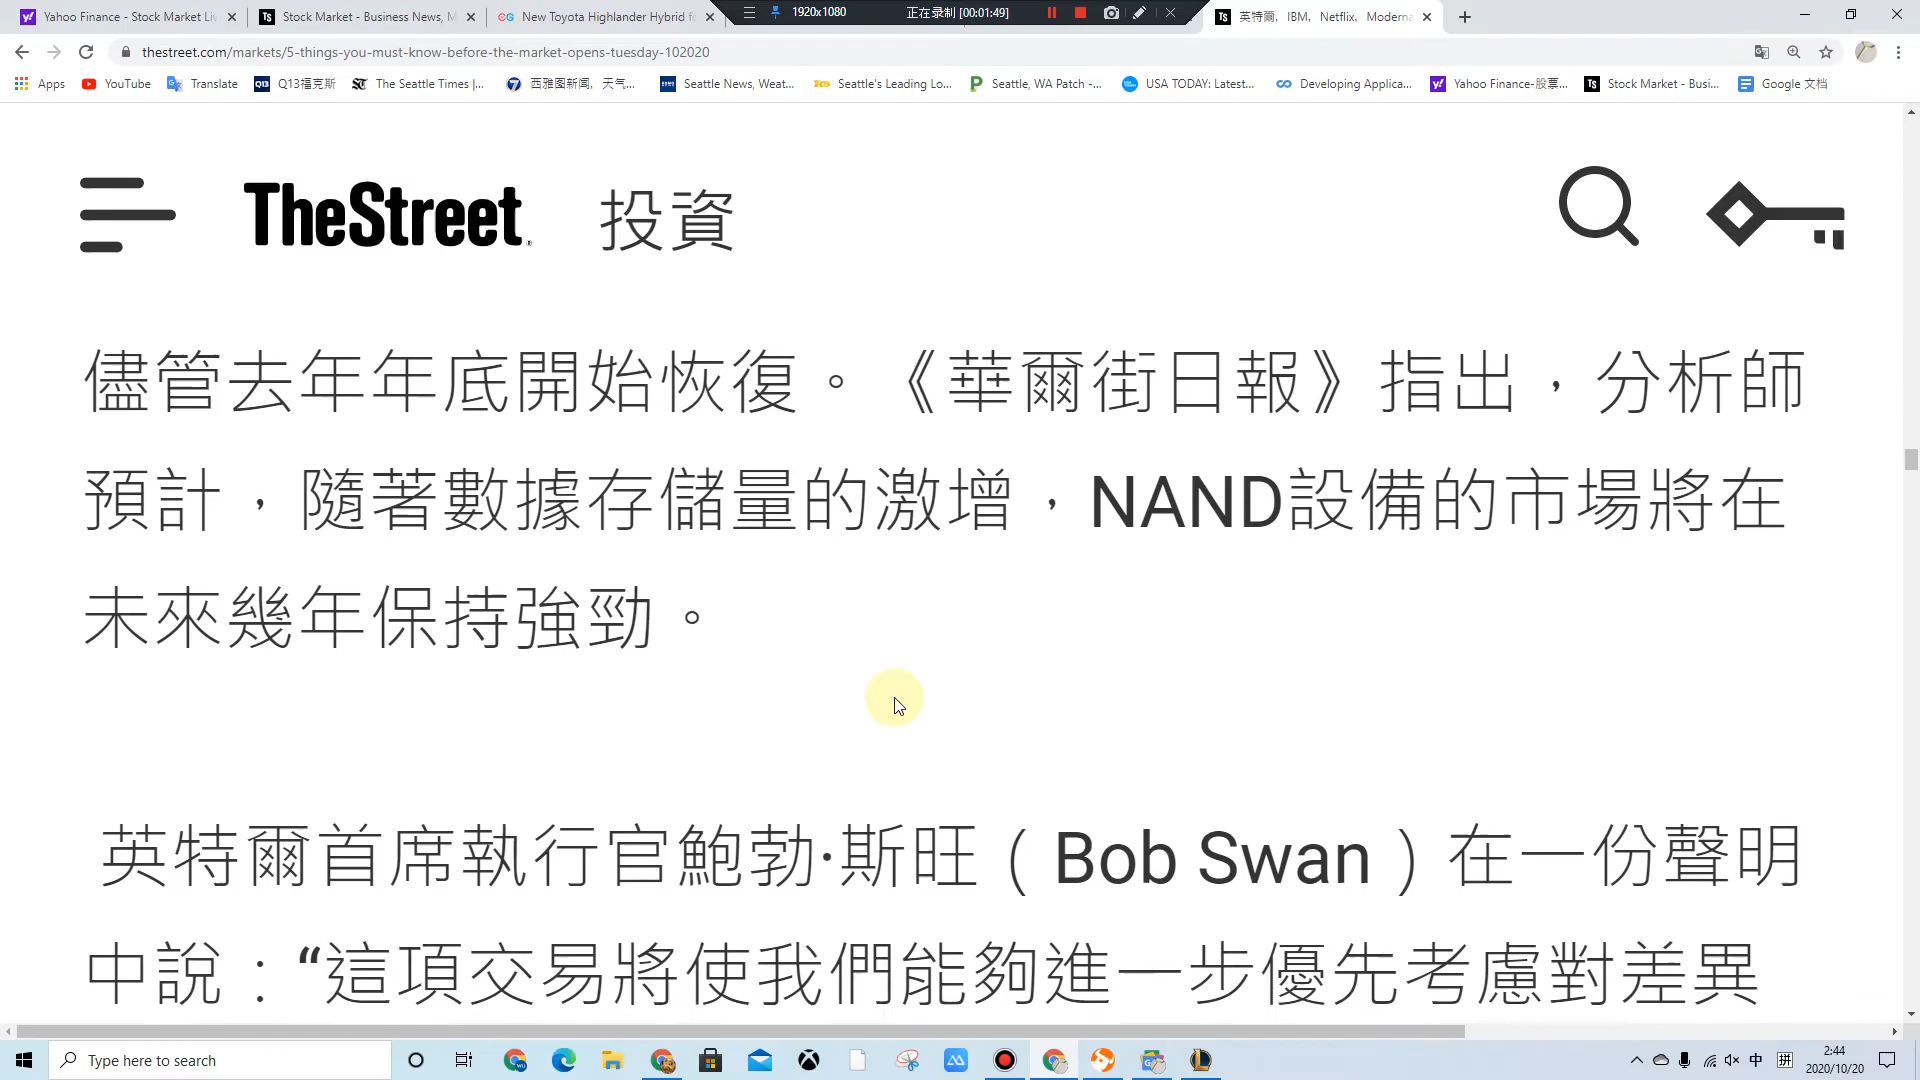 Yahoo Finance - Stock Market Li
Stock Market - Business News, M
New Toyota Highlander Hybrid f
1920x1080
正在录制 [00:01:49]
英特爾，IBM，Netflix，Moderna
thestreet.com/markets/5-things-you-must-know-before-the-market-opens-tuesday-102020
Apps
YouTube
Translate
Q13福克斯
The Seattle Times |...
西雅图新闻，天气...
Seattle News, Weat...
Seattle's Leading Lo...
Seattle, WA Patch -...
USA TODAY: Latest...
Developing Applica...
Yahoo Finance-股票...
Stock Market - Busi...
Google 文档
TheStreet
投資
儘管去年年底開始恢復。《華爾街日報》指出，分析師
預計，隨著數據存儲量的激增，NAND設備的市場將在
未來幾年保持強勁。
英特爾首席執行官鮑勃·斯旺（Bob Swan）在一份聲明
中說：“這項交易將使我們能夠進一步優先考慮對差異
Type here to search
中
拼
2:44
2020/10/20